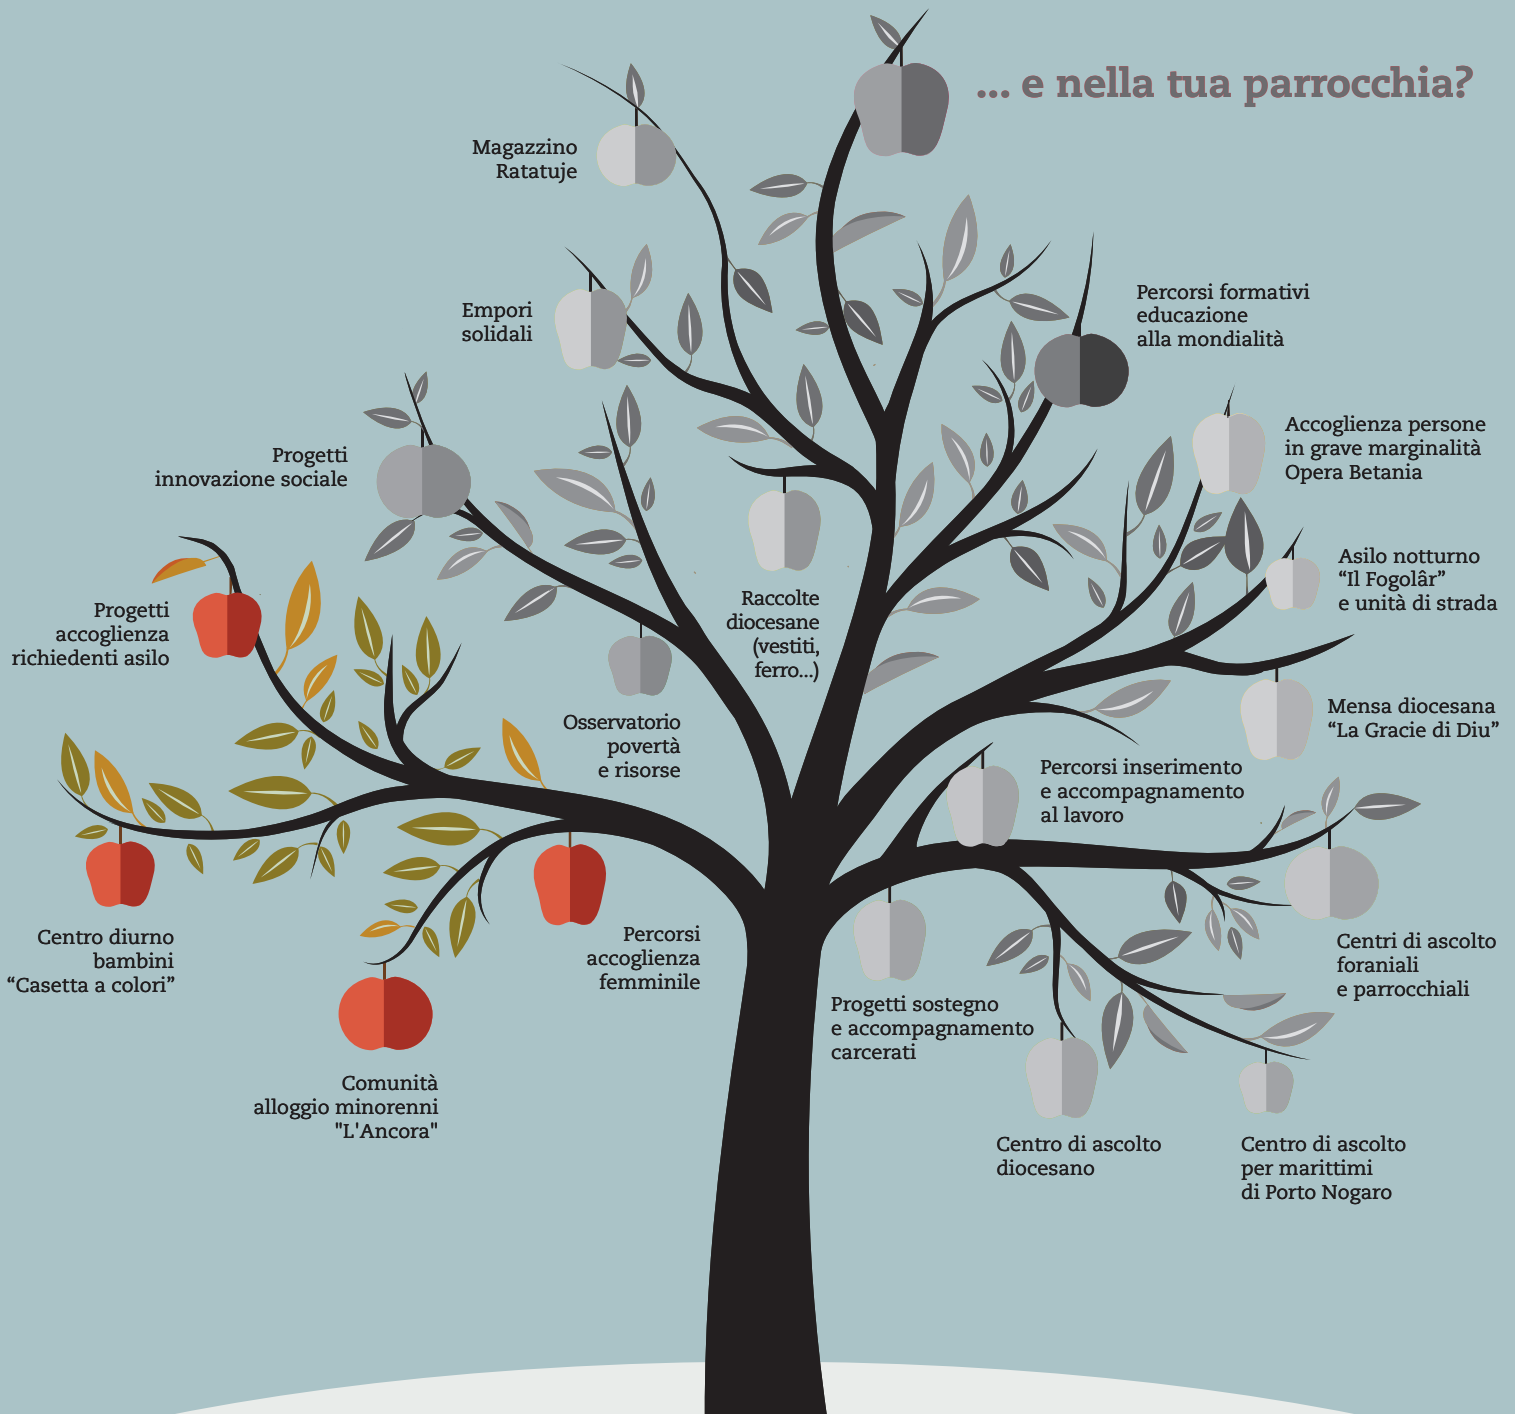 ... e nella tua parrocchia?
Magazzino
Ratatuje
Empori
solidali
Percorsi formativi
educazione
alla mondialità
Progetti
innovazione sociale
Accoglienza persone
in grave marginalità
Opera Betania
Asilo notturno
“Il Fogolâr”
e unità di strada
Progetti
accoglienza
richiedenti asilo
Raccolte
diocesane
(vestiti,
ferro...)
Osservatorio
povertà
e risorse
Mensa diocesana
“La Gracie di Diu”
Percorsi inserimento
e accompagnamento
al lavoro
Centro diurno
bambini
“Casetta a colori”
Percorsi
accoglienza
femminile
Centri di ascolto
foraniali
e parrocchiali
Progetti sostegno
e accompagnamento
carcerati
Comunità
alloggio minorenni
"L'Ancora"
Centro di ascolto
diocesano
Centro di ascolto
per marittimi
di Porto Nogaro